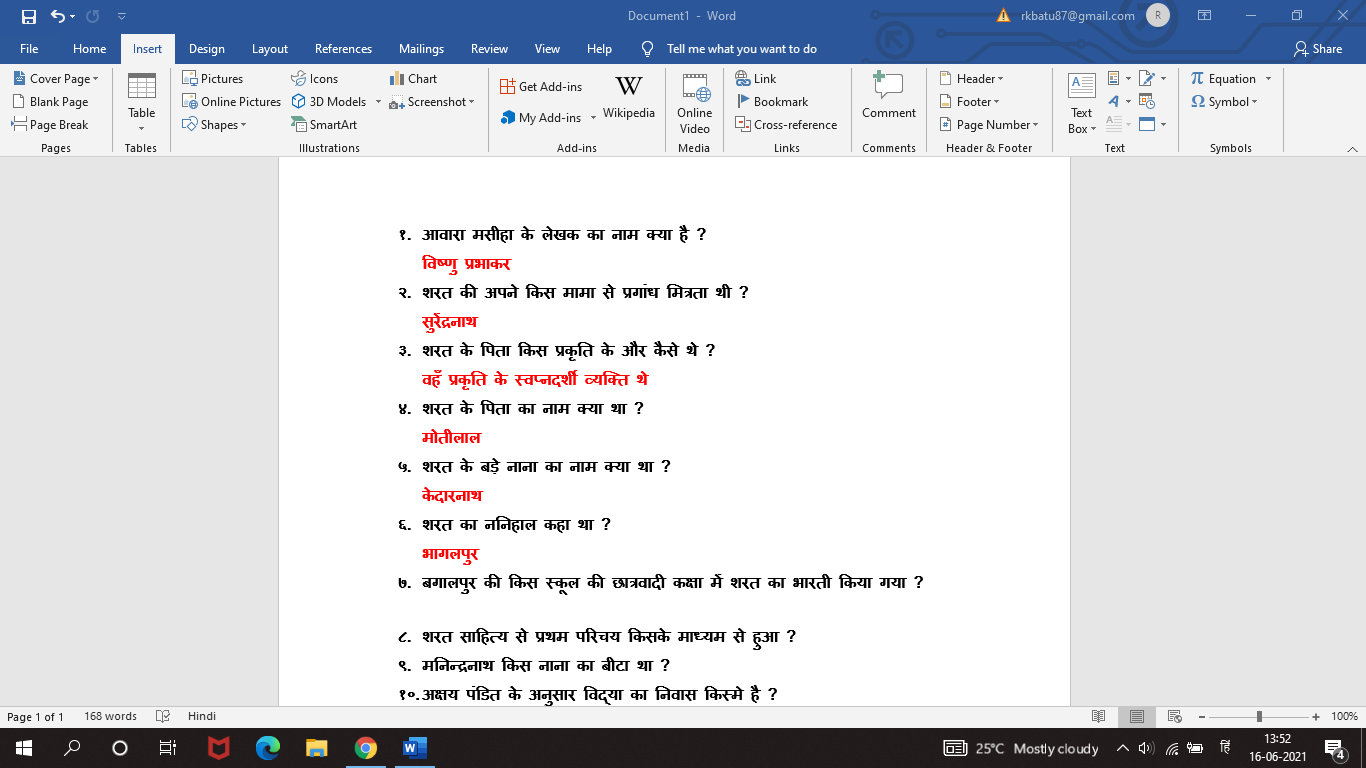 Document1 - Word
rkbatu87@gmail.com
R
File Home Insert Design Layout References Mailings Review View Help Tell me what you want to do Share
Cover Page
Blank Page
Page Break
Pages
Table
Tables
Pictures
Online Pictures
Shapes
Icons
3D Models
SmartArt
Chart
Screenshot
Illustrations
Get Add-ins
My Add-ins
Wikipedia
Add-ins
Online
Video
Media
Link
Bookmark
Cross-reference
Links
Comment
Comments
Header
Footer
Page Number
Header & Footer
Text
Box
Text
Equation
Symbol
Symbols
१. आवारा मसीहा के लेखक का नाम क्या है ?
विष्णु प्रभाकर
२. शरत की अपने किस मामा से प्रगांध मित्रता थी ?
सुरेंद्रनाथ
३. शरत के पिता किस प्रकृति के और कैसे थे ?
वहँ प्रकृति के स्वप्नदर्शी व्यक्ति थे
४. शरत के पिता का नाम क्या था ?
मोतीलाल
५. शरत के बड़े नाना का नाम क्या था ?
केदारनाथ
६. शरत का ननिहाल कहा था ?
भागलपुर
७. बगालपुर की किस स्कूल की छात्रवादी कक्षा में शरत का भारती किया गया ?
८. शरत साहित्य से प्रथम परिचय किसके माध्यम से हुआ ?
९. मनिन्द्रनाथ किस नाना का बीटा था ?
१०. अक्षय पंडित के अनुसार विद्या का निवास किस्मे है ?
Page 1 of 1 168 words Hindi 100%
25°C Mostly cloudy
हिं
13:52
16-06-2021
4